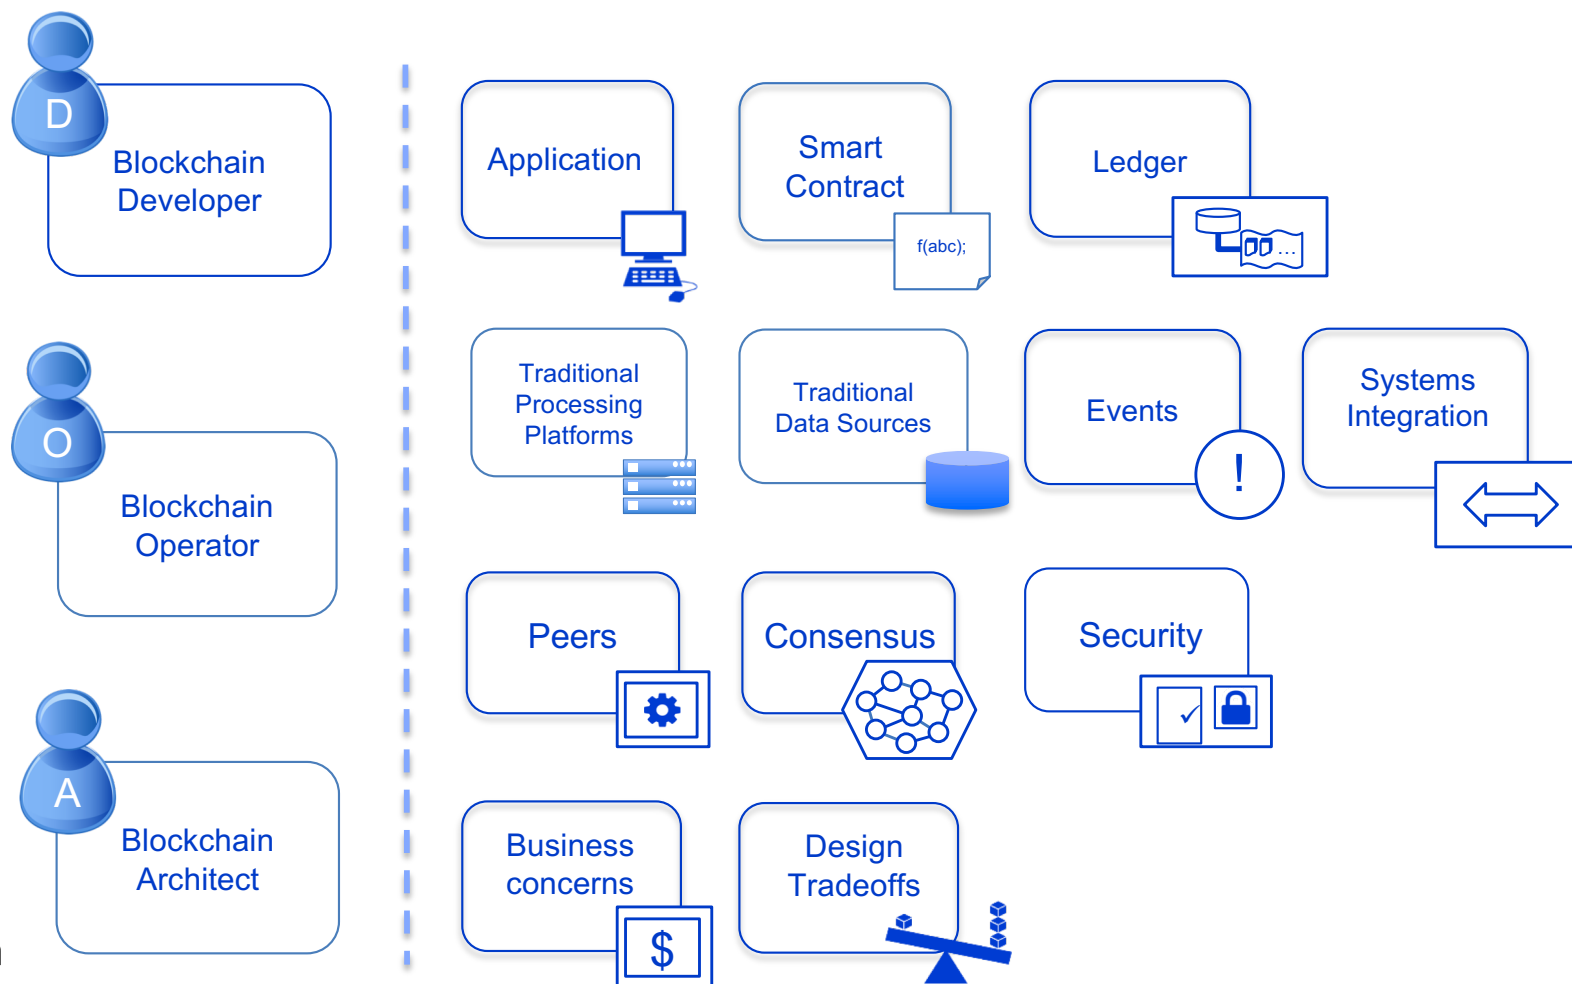 D
Blockchain
Developer
Application
Smart
Contract
f(abc);
Ledger
...
O
Blockchain
Operator
Traditional
Processing
Platforms
Traditional
Data Sources
Events
!
Systems
Integration
Peers
Consensus
Security
✓
A
Blockchain
Architect
Business
concerns
$
Design
Tradeoffs